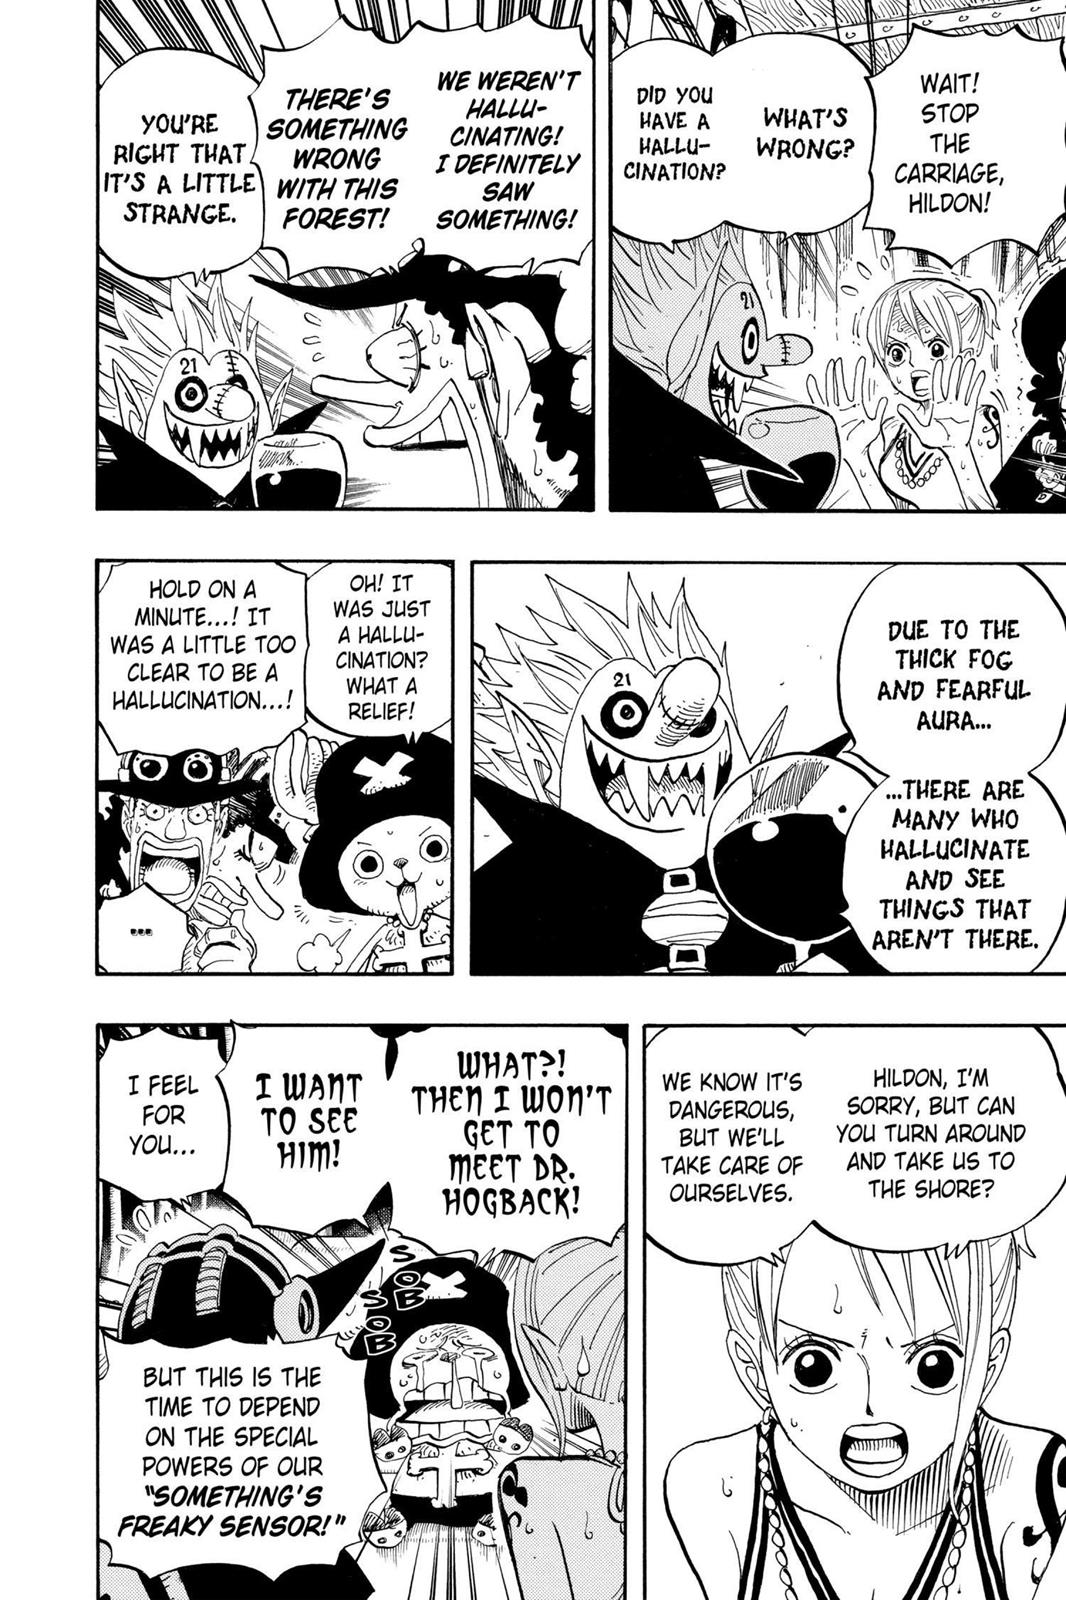 WAIT!
STOP
THE
CARRIAGE,
HILDON!
WHAT'S
WRONG?
DID YOU
HAVE A
HALLU-
CINATION?
21
WE WEREN'T
HALLU-
CINATING!
I DEFINITELY
SAW
SOMETHING!
THERE'S
SOMETHING
WRONG
WITH THIS
FOREST!
YOU'RE
RIGHT THAT
IT'S A LITTLE
STRANGE.
21
DUE TO THE
THICK FOG
AND FEARFUL
AURA...
...THERE ARE
MANY WHO
HALLUCINATE
AND SEE
THINGS THAT
AREN'T THERE.
21
OH! IT
WAS JUST
A HALLU-
CINATION?
WHAT A
RELIEF!
HOLD ON A
MINUTE...! IT
WAS A LITTLE TOO
CLEAR TO BE A
HALLUCINATION...!
...
HILDON, I'M
SORRY, BUT CAN
YOU TURN AROUND
AND TAKE US TO
THE SHORE?
WE KNOW IT'S
DANGEROUS,
BUT WE'LL
TAKE CARE OF
OURSELVES.
WHAT?!
THEN I WON'T
GET TO
MEET DR.
HOGBACK!
I WANT
TO SEE
HIM!
SOB
SOB
I FEEL
FOR
YOU...
BUT THIS IS THE
TIME TO DEPEND
ON THE SPECIAL
POWERS OF OUR
"SOMETHING'S
FREAKY SENSOR!"